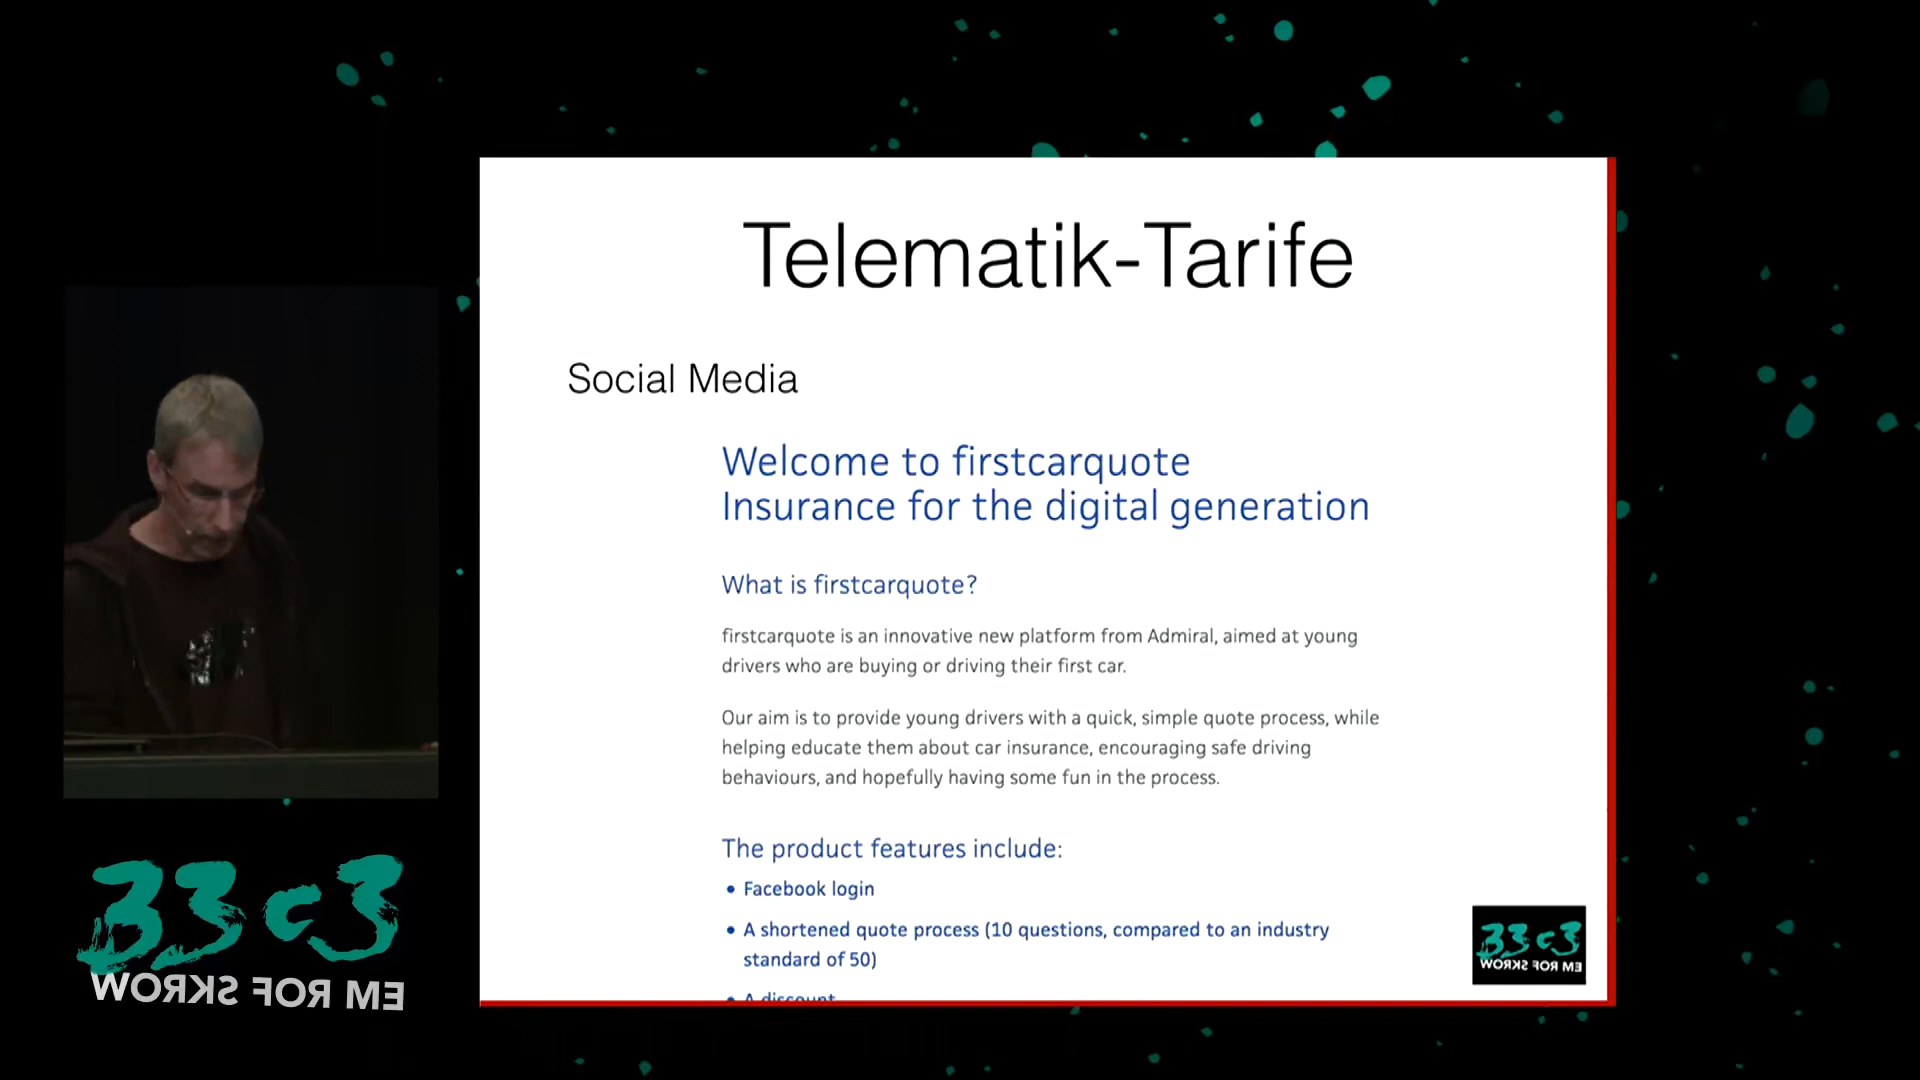 Telematik-Tarife
Social Media
Welcome to firstcarquote
Insurance for the digital generation
What is firstcarquote?
firstcarquote is an innovative new platform from Admiral, aimed at young
drivers who are buying or driving their first car.
Our aim is to provide young drivers with a quick, simple quote process, while
helping educate them about car insurance, encouraging safe driving
behaviours, and hopefully having some fun in the process.
The product features include:
• Facebook login
• A shortened quote process (10 questions, compared to an industry
standard of 50)
• A discount
33c3
WORKS FOR ME
33c3
WORKS FOR ME